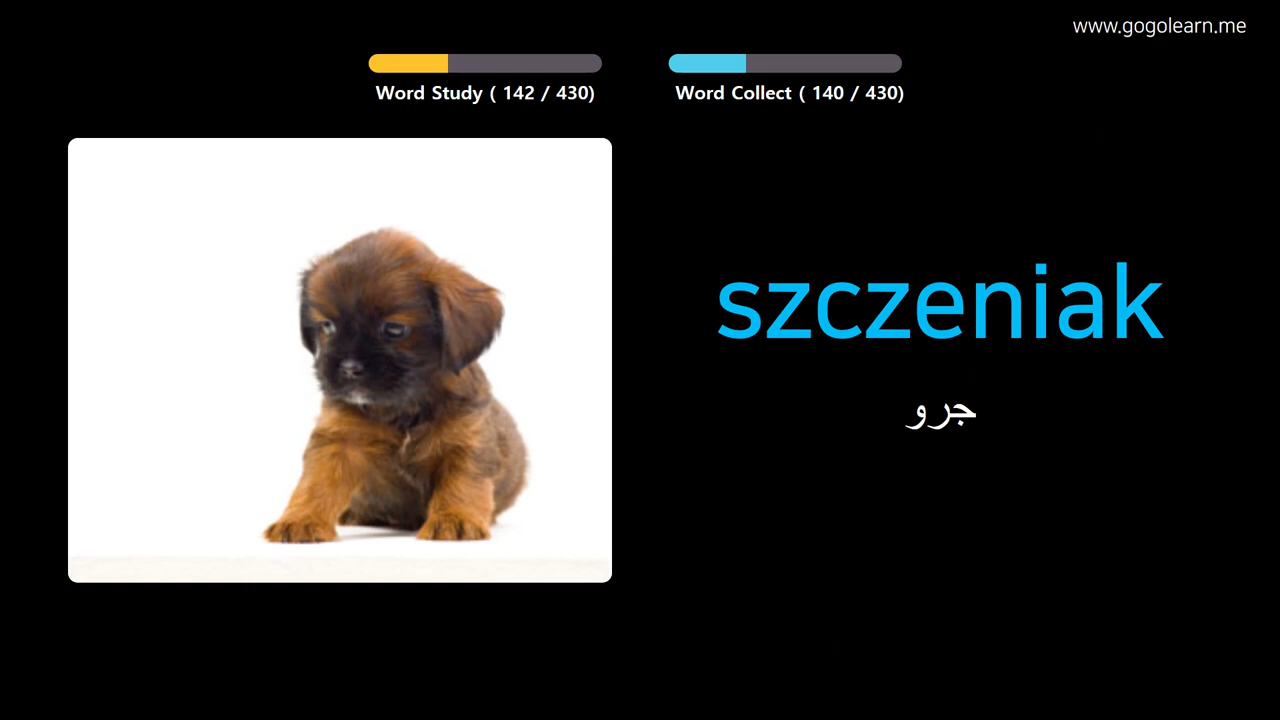 www.gogolearn.me
Word Study ( 142 / 430)
Word Collect ( 140 / 430)
szczeniak
جرو